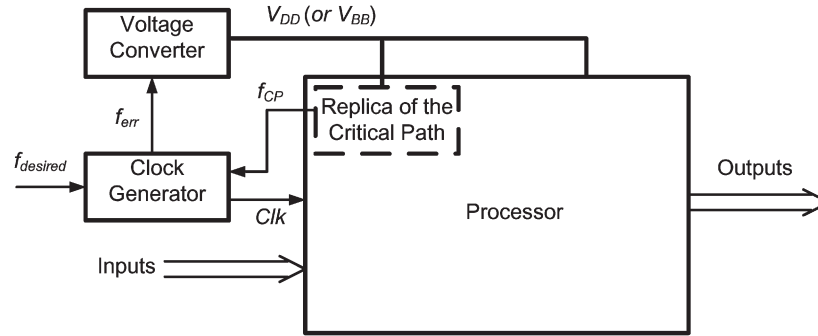 Voltage
Converter
V_DD (or V_BB)
f_CP
Replica of the
Critical Path
f_err
f_desired
Clock
Generator
Clk
Processor
Outputs
Inputs